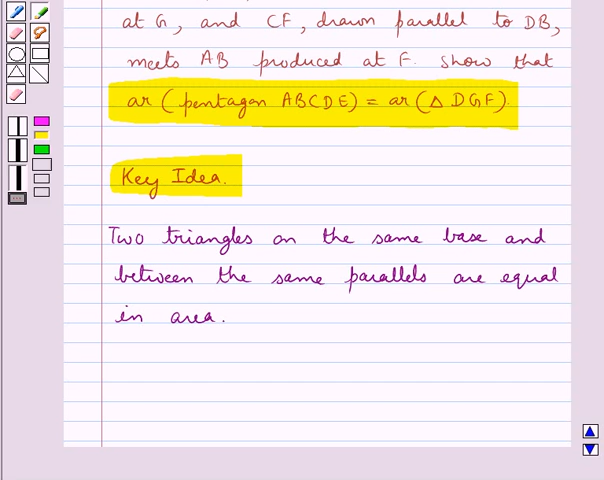 at G, and CF, drawn parallel to DB,
meets AB produced at F. show that
ar (pentagon ABCDE) = ar (Δ DGF).
Key Idea.
Two triangles on the same base and
between the same parallels are equal
in area.